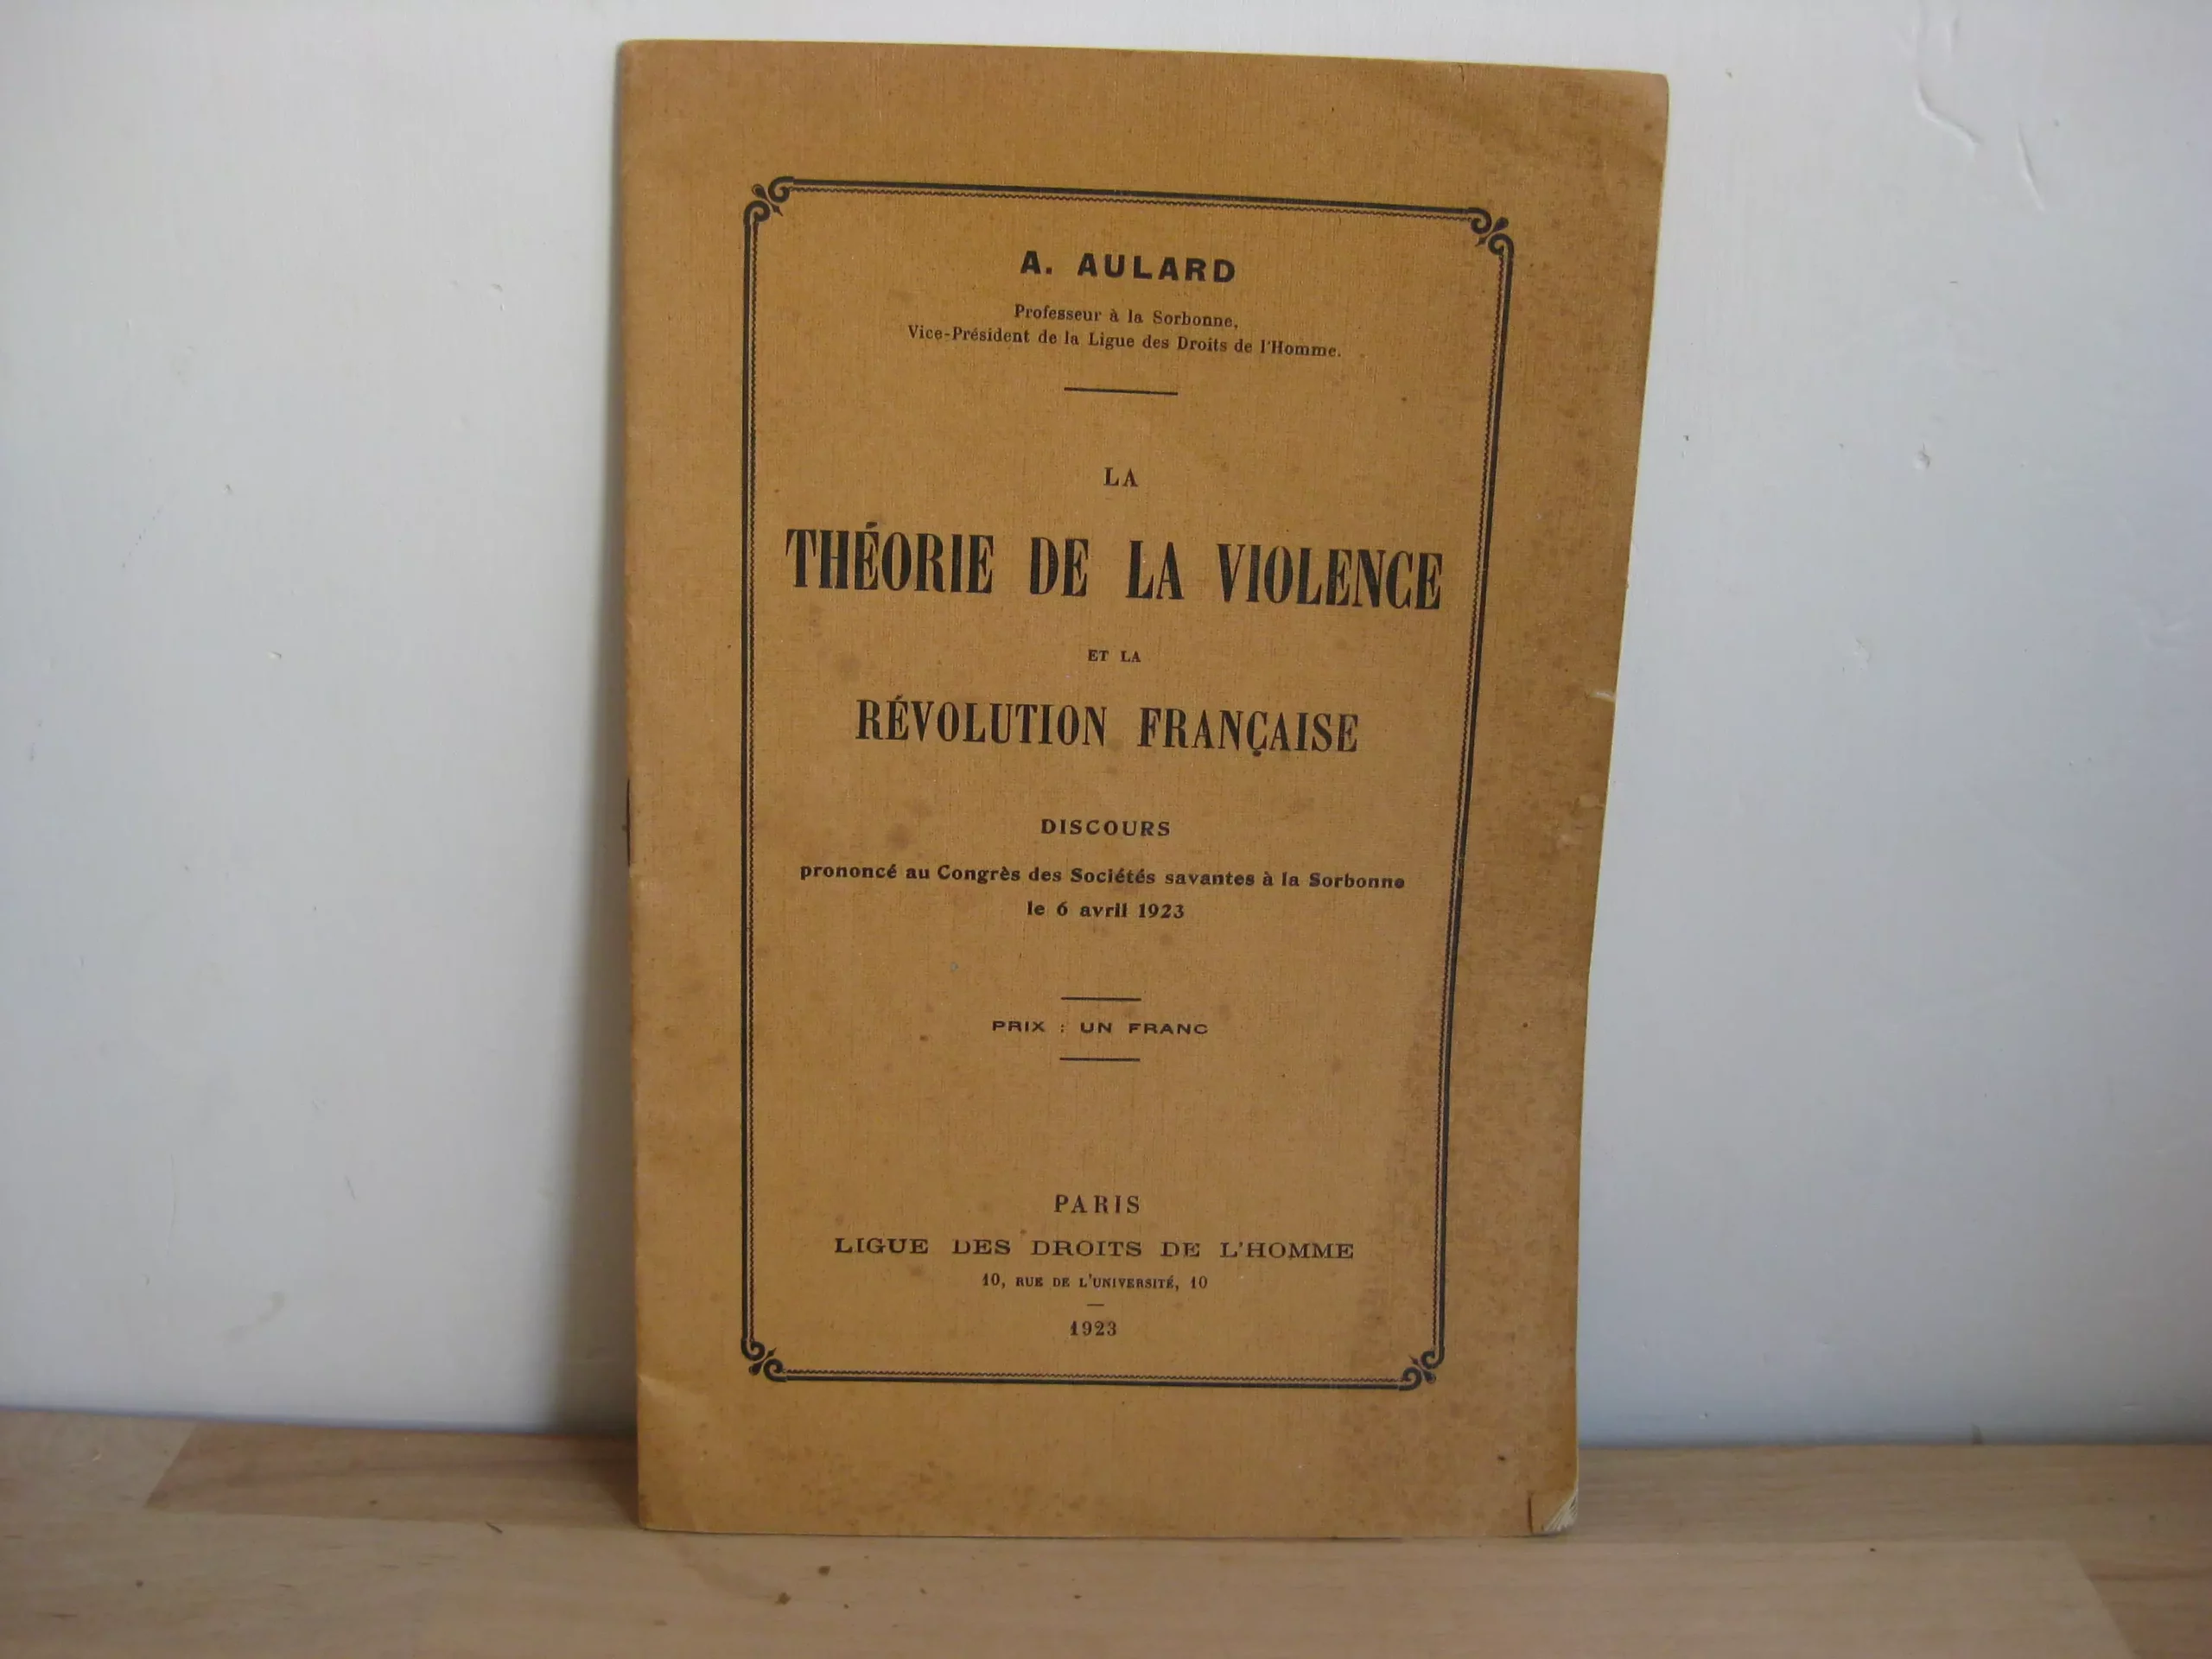 A. AULARD
Professeur à la Sorbonne,
Vice-Président de la Ligue des Droits de l'Homme.
LA
THÉORIE DE LA VIOLENCE
ET LA
RÉVOLUTION FRANÇAISE
DISCOURS
prononcé au Congrès des Sociétés savantes à la Sorbonne
le 6 avril 1923
PRIX : UN FRANC
PARIS
LIGUE DES DROITS DE L'HOMME
10, RUE DE L'UNIVERSITÉ, 10
1923